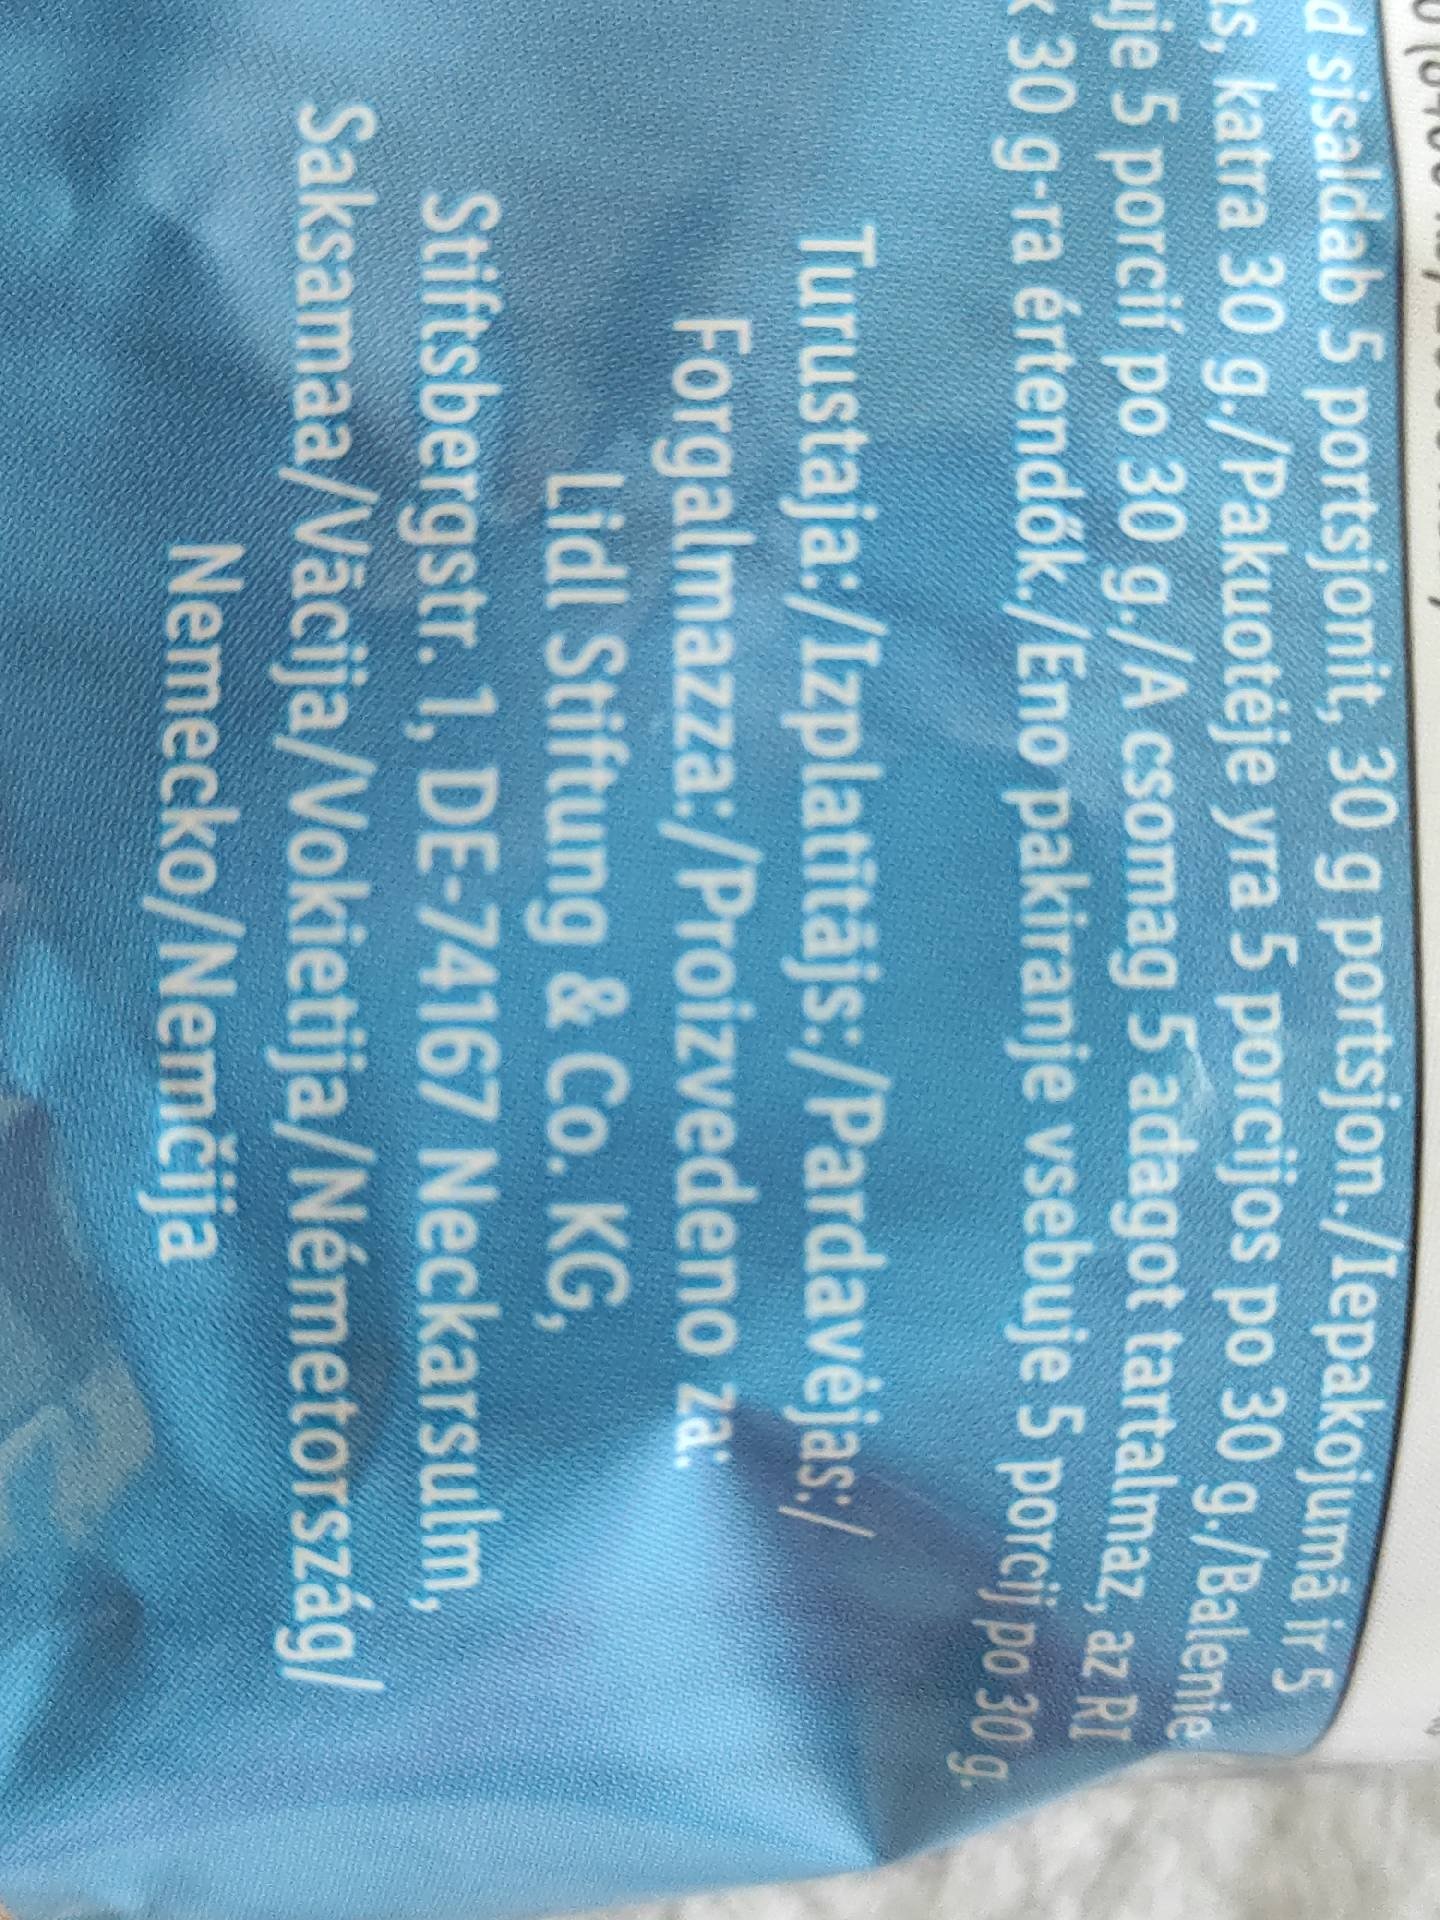 sisaldab 5 portsjonit, 30 g portsjon./Iepakojumā ir 5
katra 30 g./Pakuotėje yra 5 porcijos po 30 g./Balenie
5 porcií po 30 g./A csomag 5 adagot tartalmaz, az RI
30 g-ra értendők./Eno pakiranje vsebuje 5 porcij po 30 g.
Turustaja:/Izplatītājs:/Pardavėjas:/
Forgalmazza:/Proizvedeno za:
Lidl Stiftung & Co. KG,
Stiftsbergstr. 1, DE-74167 Neckarsulm,
Saksamaa/Vācija/Vokietija/Németország/
Nemecko/Nemčija